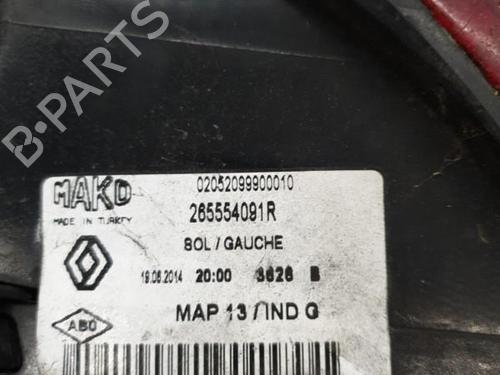 MAKO
MADE IN TURKEY
02052099900010
265554091R
SOL / GAUCHE
19.06.2014 20:00 3626 B
ABO
MAP 13 / IND G
B-PARTS